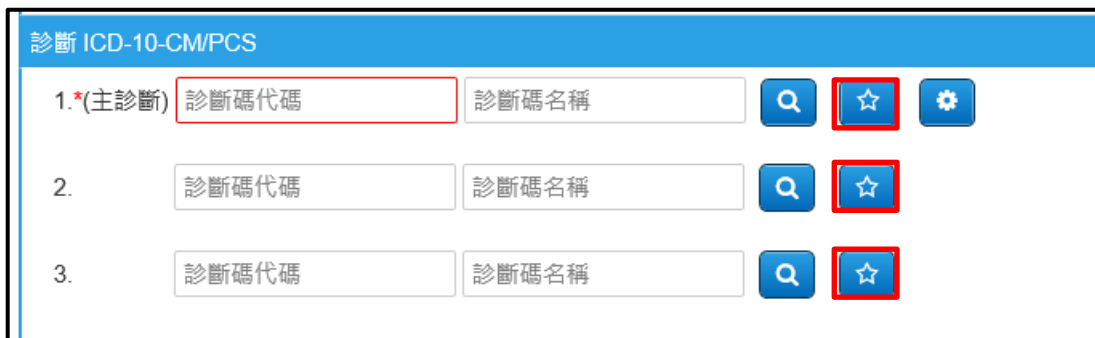 診斷 ICD-10-CM/PCS
1.*(主診斷) 診斷碼代碼 診斷碼名稱
2. 診斷碼代碼 診斷碼名稱
3. 診斷碼代碼 診斷碼名稱